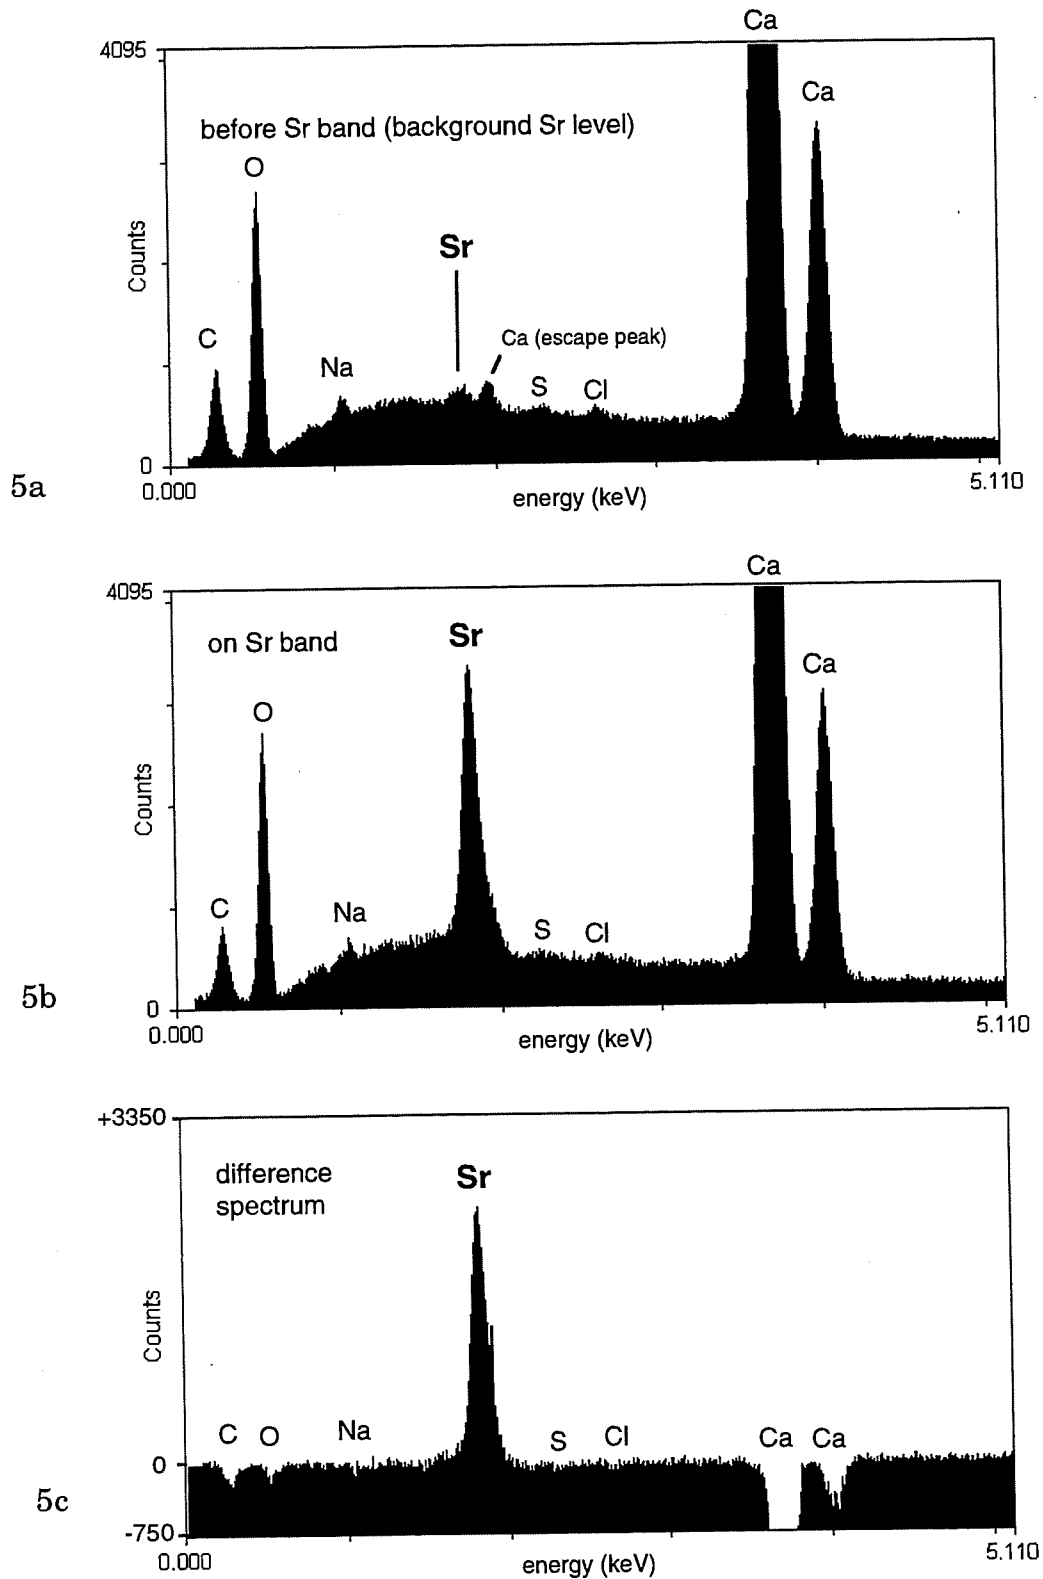 Ca
4095
Ca
before Sr band (background Sr level)
O
Sr
Counts
Ca (escape peak)
C
Na
S
Cl
0
5a
0.000
energy (keV)
5.110
Ca
4095
on Sr band
Sr
Ca
O
Counts
C
Na
S
Cl
5b
0
0.000
energy (keV)
5.110
+3350
difference
spectrum
Sr
Counts
C
O
Na
S
Cl
Ca
Ca
0
5c
-750
0.000
energy (keV)
5.110